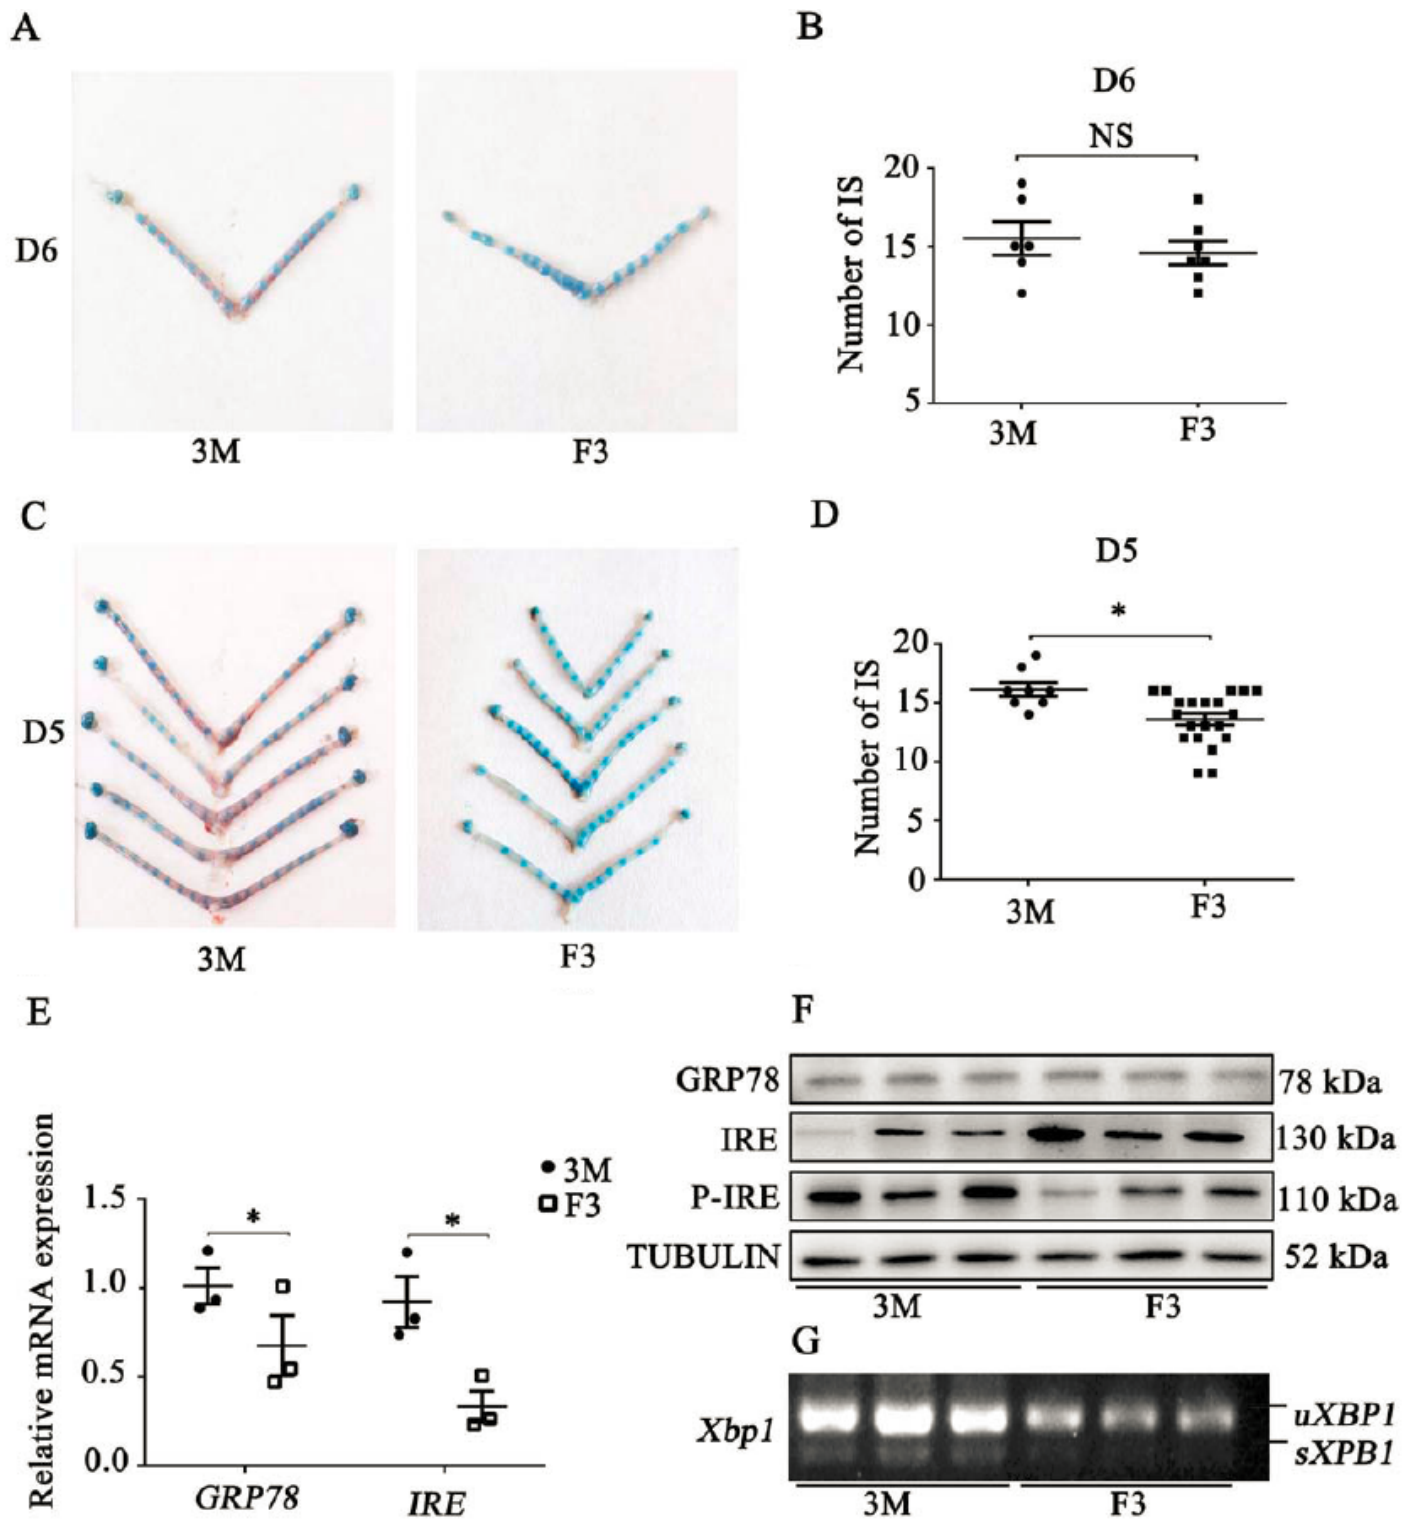 A
D6
3M
F3
B
D6
NS
Number of IS
20
15
10
5
3M
F3
C
D5
3M
F3
D
D5
*
Number of IS
20
15
10
5
0
3M
F3
E
Relative mRNA expression
1.5
1.0
0.5
0.0
*
*
3M
F3
GRP78
IRE
F
GRP78
78 kDa
IRE
130 kDa
P-IRE
110 kDa
TUBULIN
52 kDa
3M
F3
G
Xbp1
uXBP1
sXPB1
3M
F3